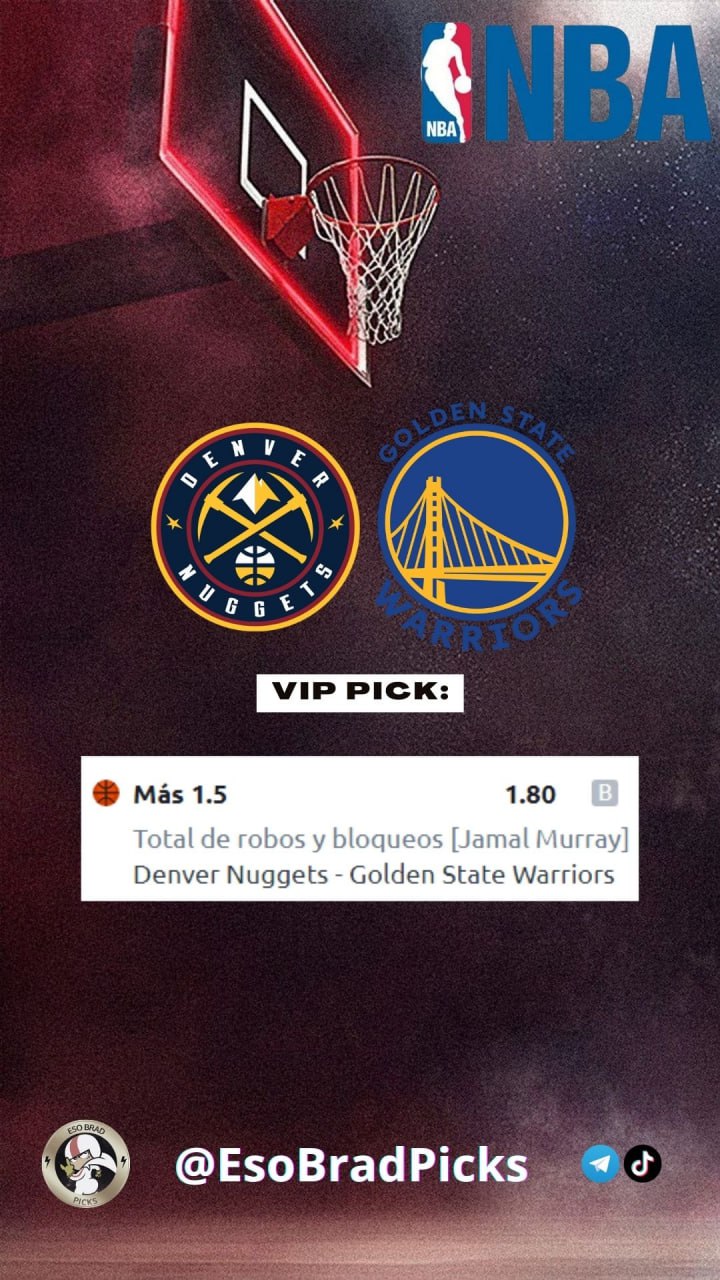 NBA
NBA
DENVER
NUGGETS
GOLDEN STATE
WARRIORS
VIP PICK:
Más 1.5 1.80 B
Total de robos y bloqueos [Jamal Murray]
Denver Nuggets - Golden State Warriors
ESO BRAD
PICKS
@EsoBradPicks